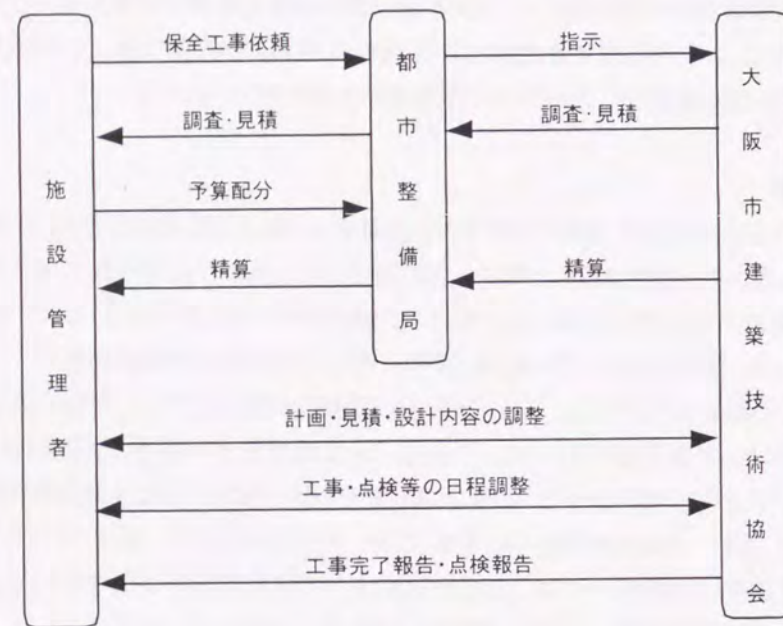 保全工事依頼
指示
調査・見積
調査・見積
予算配分
精算
精算
計画・見積・設計内容の調整
工事・点検等の日程調整
工事完了報告・点検報告
施設管理者
都市整備局
大阪市建築技術協会